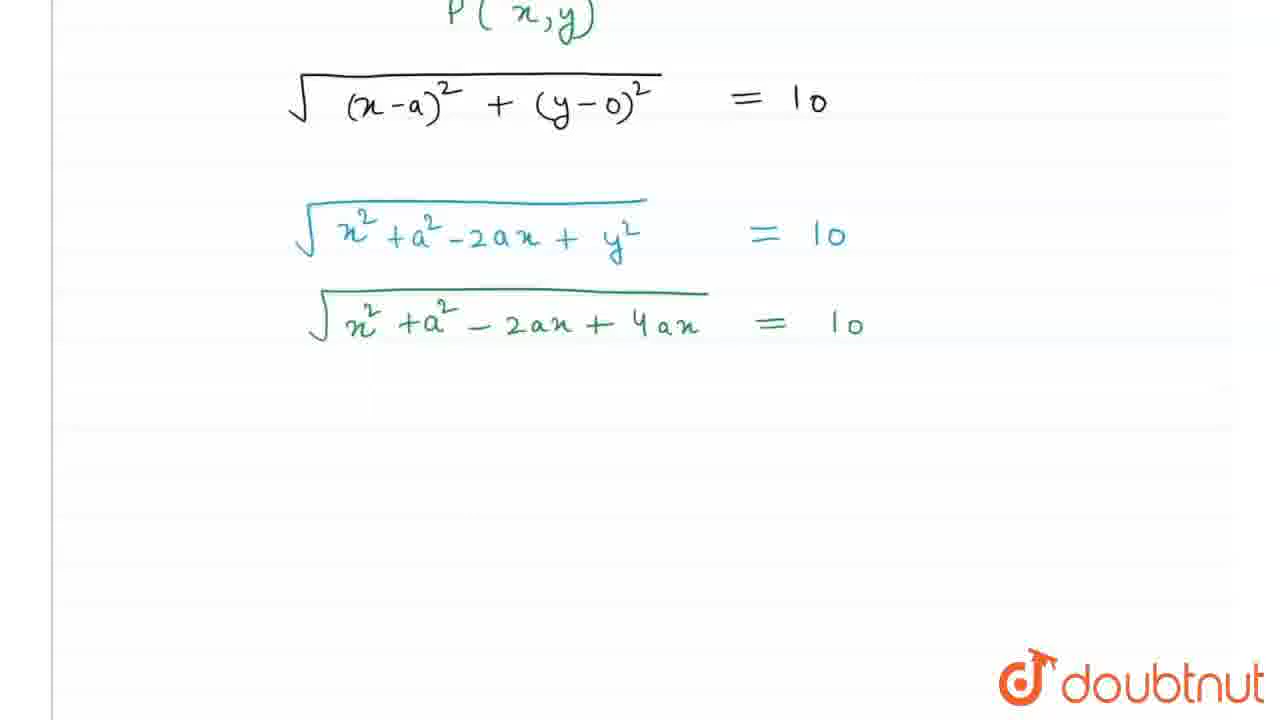 P( x,y)
√(x-a)² + (y-0)² = 10
√x² + a² - 2ax + y² = 10
√x² + a² - 2ax + 4ax = 10
doubtnut